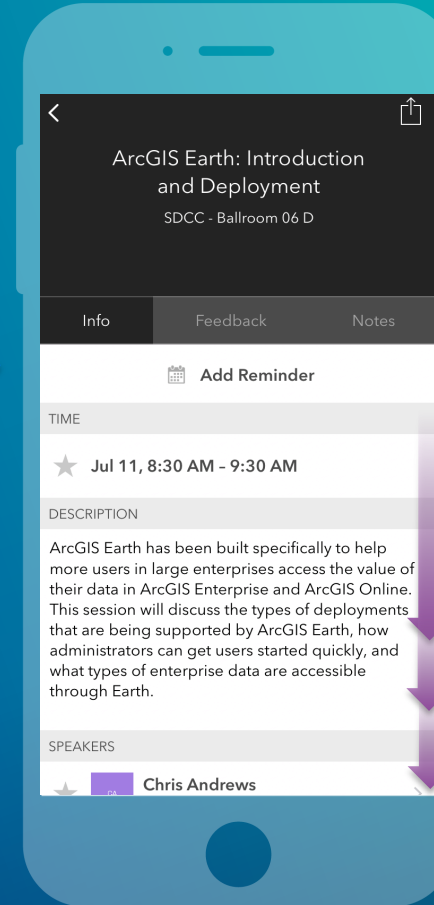 ArcGIS Earth: Introduction
and Deployment
SDCC - Ballroom 06 D
Info Feedback Notes
Add Reminder
TIME
Jul 11, 8:30 AM – 9:30 AM
DESCRIPTION
ArcGIS Earth has been built specifically to help
more users in large enterprises access the value of
their data in ArcGIS Enterprise and ArcGIS Online.
This session will discuss the types of deployments
that are being supported by ArcGIS Earth, how
administrators can get users started quickly, and
what types of enterprise data are accessible
through Earth.
SPEAKERS
Chris Andrews